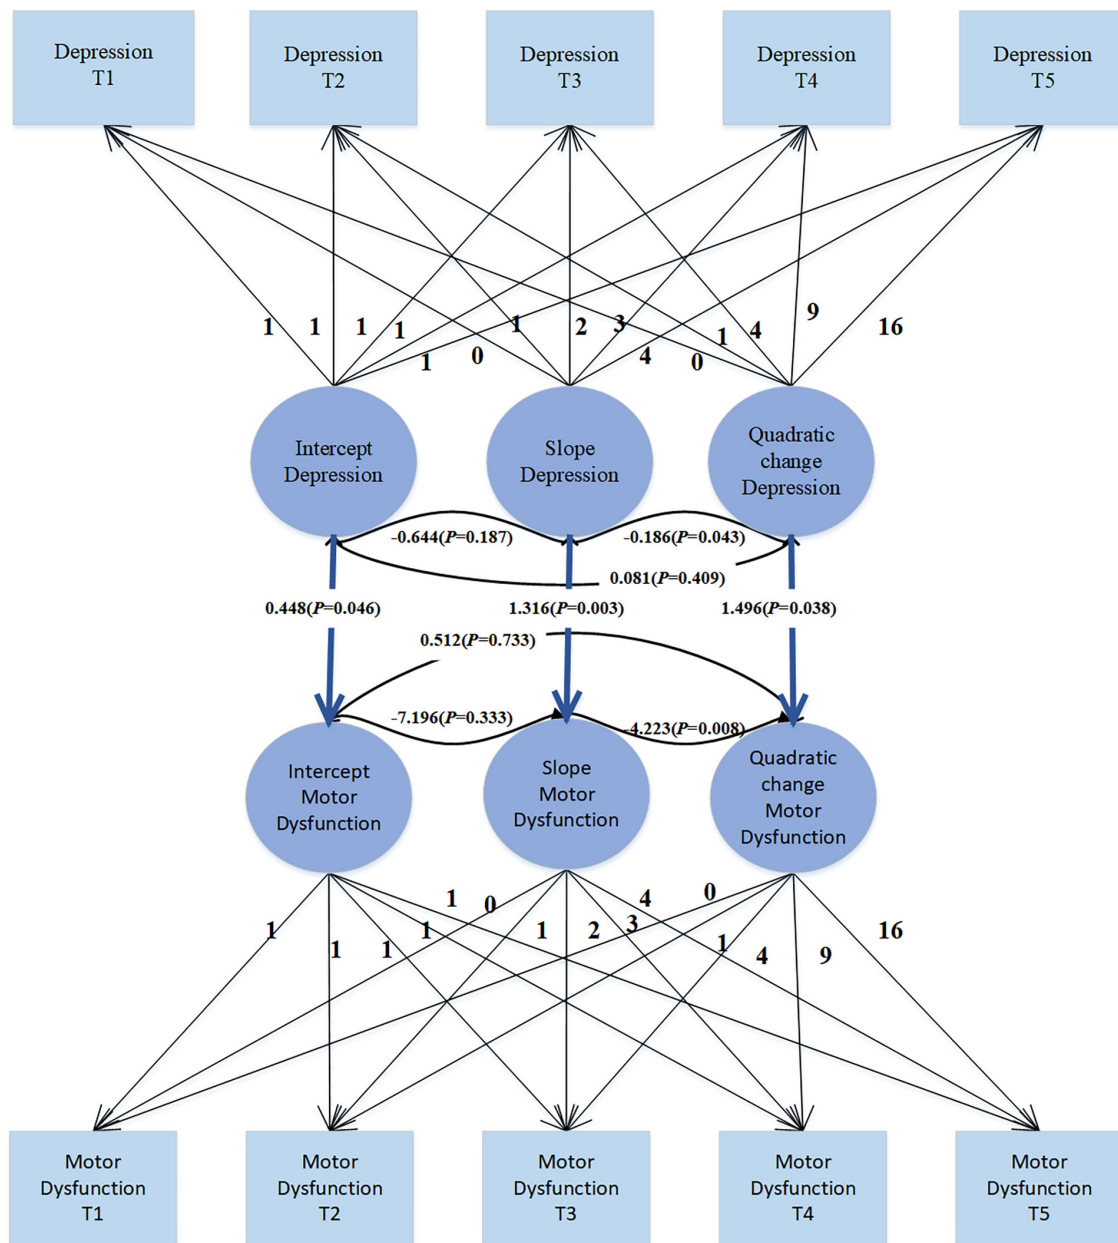 Depression
T1
Depression
T2
Depression
T3
Depression
T4
Depression
T5
1
1
1
1
1
0
1
2
3
4
1
0
4
9
16
Intercept
Depression
Slope
Depression
Quadratic
change
Depression
-0.644(P=0.187)
-0.186(P=0.043)
0.081(P=0.409)
0.448(P=0.046)
1.316(P=0.003)
1.496(P=0.038)
0.512(P=0.733)
-7.196(P=0.333)
-4.223(P=0.008)
Intercept
Motor
Dysfunction
Slope
Motor
Dysfunction
Quadratic
change
Motor
Dysfunction
1
1
1
1
1
0
1
2
3
4
0
1
4
9
16
Motor
Dysfunction
T1
Motor
Dysfunction
T2
Motor
Dysfunction
T3
Motor
Dysfunction
T4
Motor
Dysfunction
T5